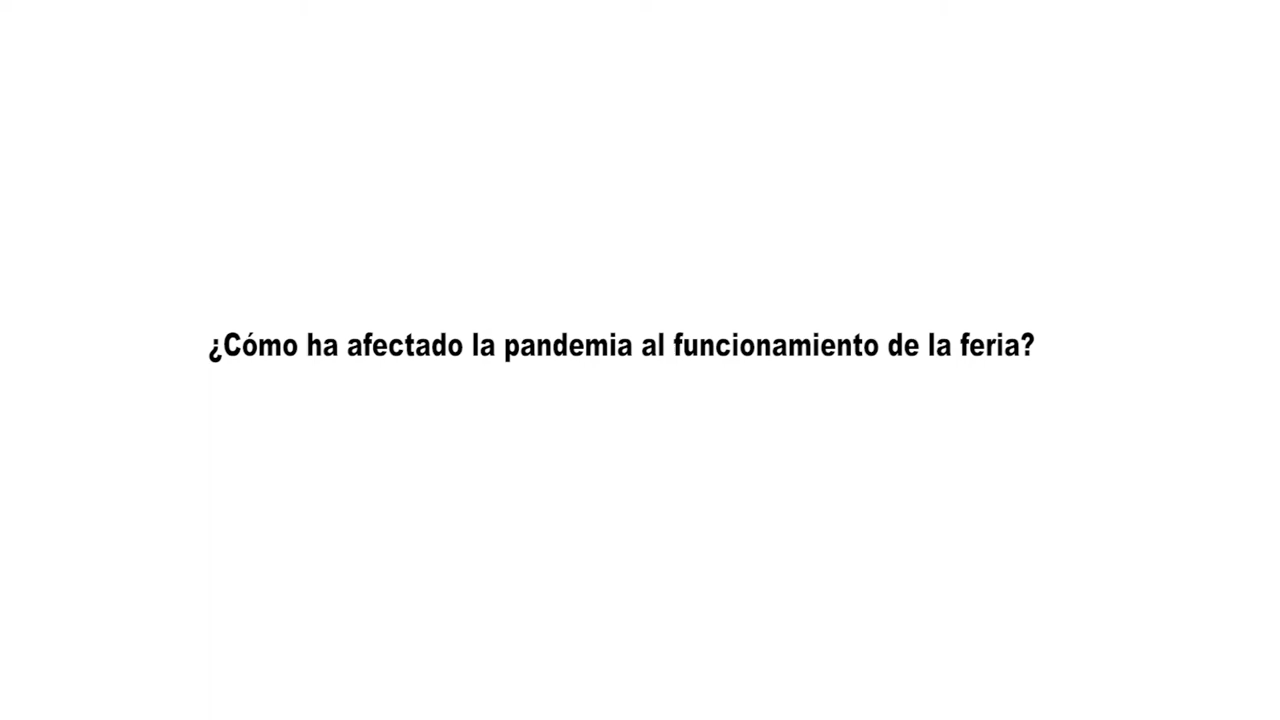 ¿Cómo ha afectado la pandemia al funcionamiento de la feria?